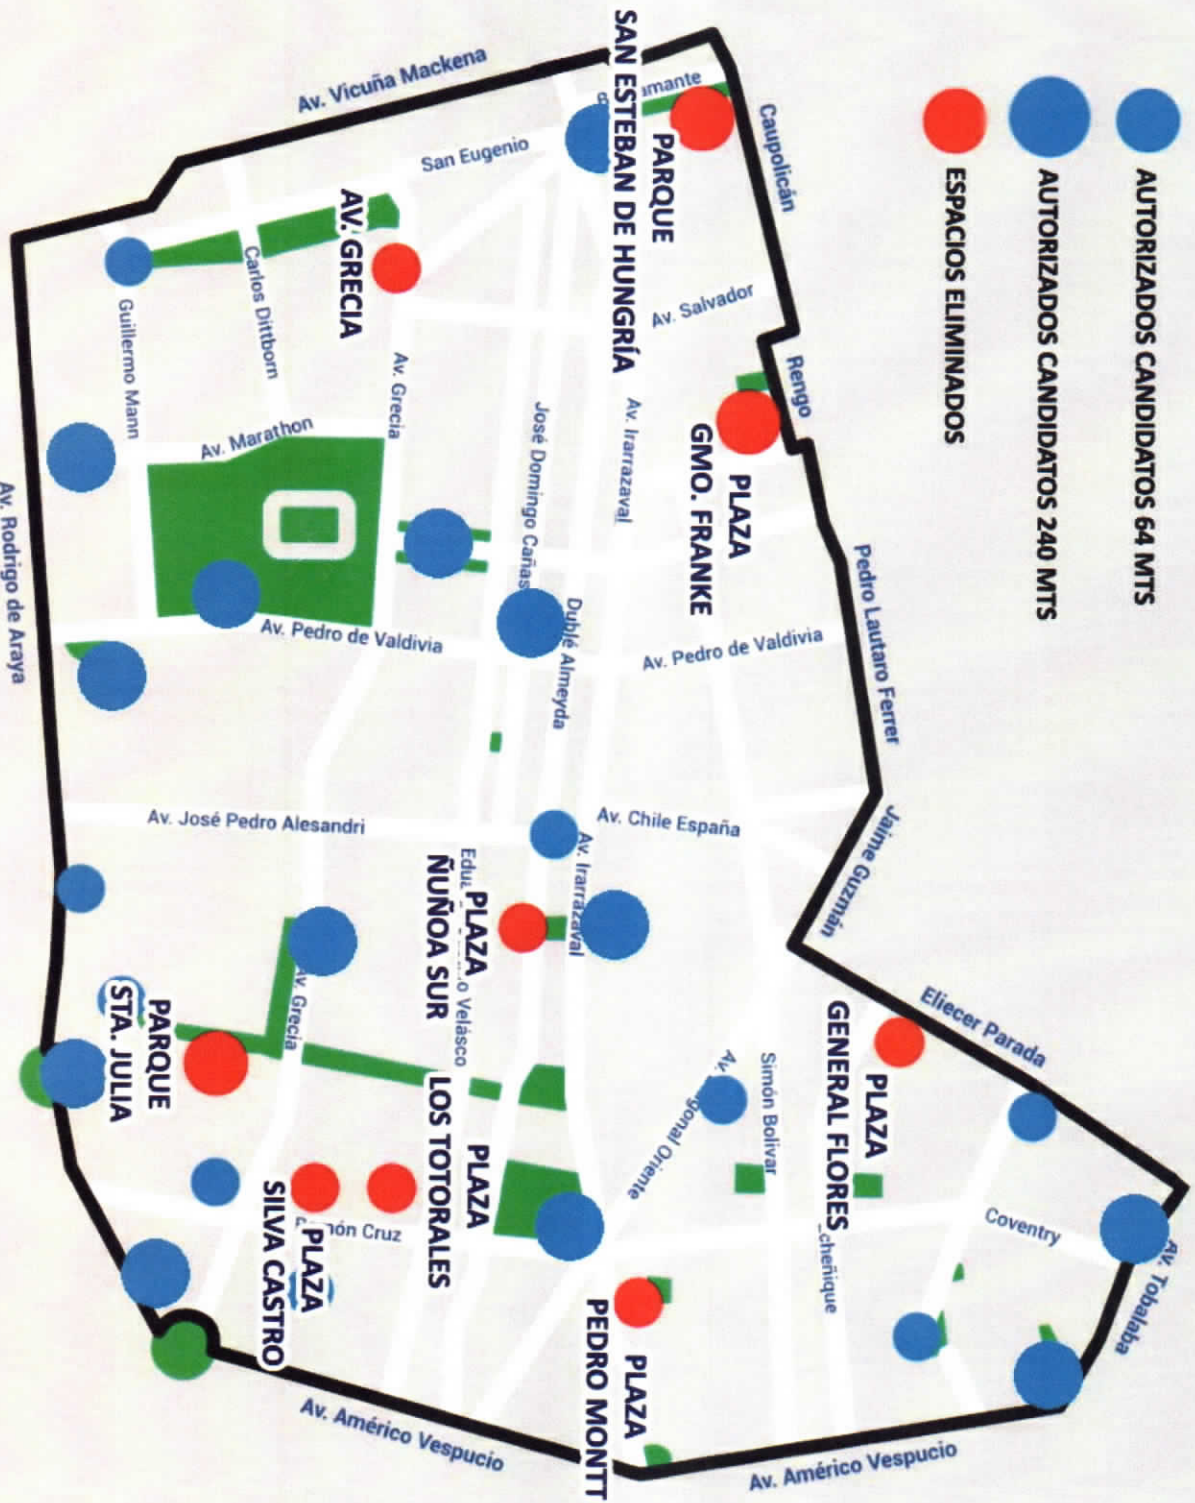 AUTORIZADOS CANDIDATOS 64 MTS
AUTORIZADOS CANDIDATOS 240 MTS
ESPACIOS ELIMINADOS
Av. Vicuña Mackena
San Eugenio
Caupolicán
PARQUE
SAN ESTEBAN DE HUNGRÍA
AV. GRECIA
Av. Salvador
Rengo
Carlos Dittborn
Guillermo Mann
Av. Grecia
Av. Marathon
José Domingo Cañas
Av. Irarrazaval
PLAZA
GMO. FRANKE
Pedro Lautaro Ferrer
Av. Rodrigo de Araya
Av. Pedro de Valdivia
Dublé Almeyda
Av. Pedro de Valdivia
Av. José Pedro Alesandri
Av. Chile España
Jaime Guzmán
Av. Irarrazaval
PLAZA
ÑUÑOA SUR
o Velásco
Av. Grecia
Eliecer Parada
PARQUE
STA. JULIA
PLAZA
GENERAL FLORES
Simón Bolivar
PLAZA
LOS TOTORALES
PLAZA
SILVA CASTRO
Coventry
Av. Tobalaba
PLAZA
PEDRO MONTT
Av. Américo Vespucio
Av. Américo Vespucio